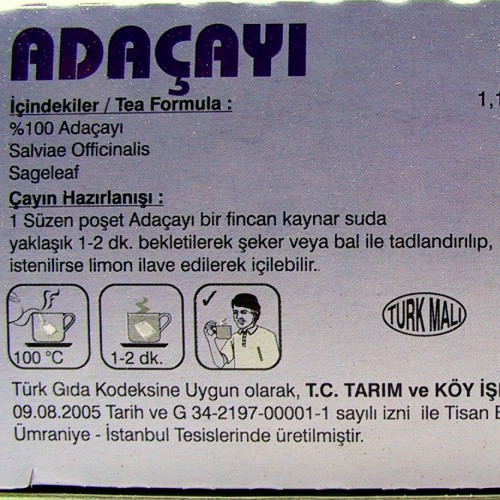 ADAÇAYI
İçindekiler / Tea Formula :
1,1
%100 Adaçayı
Salviae Officinalis
Sageleaf
Çayın Hazırlanışı :
1 Süzen poşet Adaçayı bir fincan kaynar suda
yaklaşık 1-2 dk. bekletilerek şeker veya bal ile tadlandırılıp,
istenilirse limon ilave edilerek içilebilir.
100 °C
1-2 dk.
TURK MALI
Türk Gıda Kodeksine Uygun olarak, T.C. TARIM ve KÖY İŞ
09.08.2005 Tarih ve G 34-2197-00001-1 sayılı izni ile Tisan
Ümraniye - İstanbul Tesislerinde üretilmiştir.